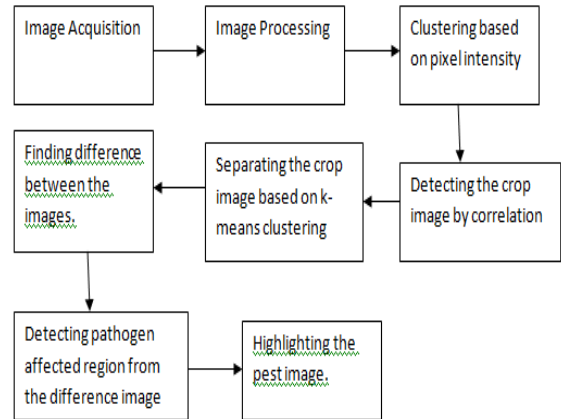 Image Acquisition
Image Processing
Clustering based
on pixel intensity
Detecting the crop
image by correlation
Separating the crop
image based on k-
means clustering
Finding difference
between the
images.
Detecting pathogen
affected region from
the difference image
Highlighting the
pest image.